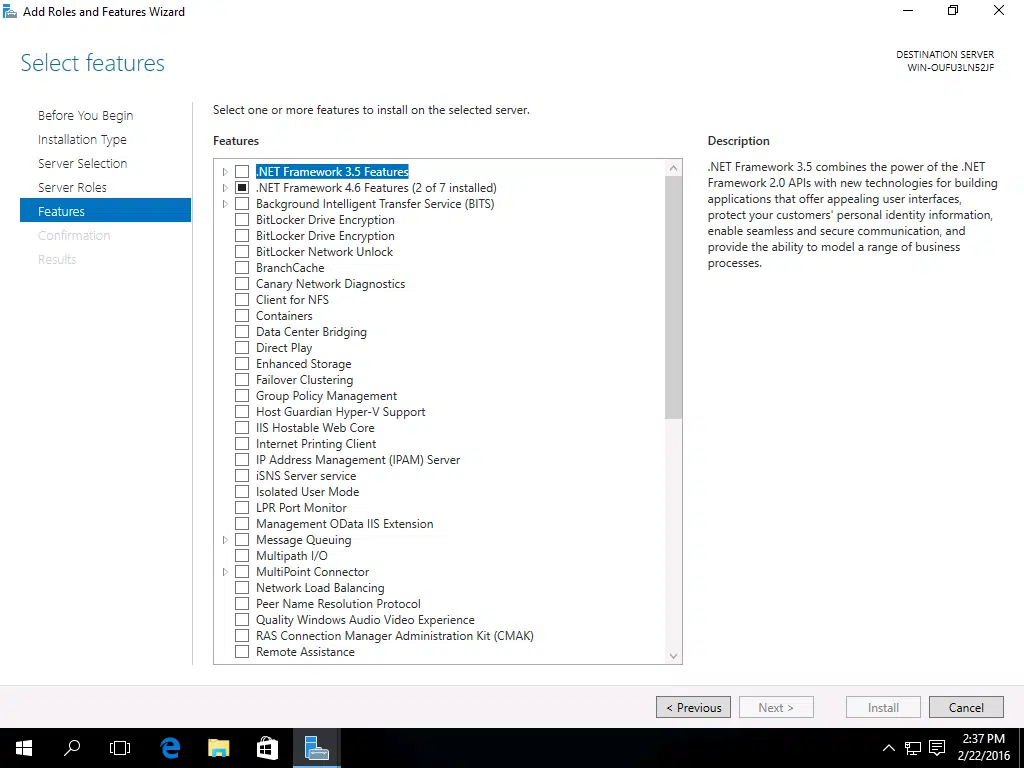 Add Roles and Features Wizard
Select features
DESTINATION SERVER
WIN-OUFU3LN52JF
Before You Begin
Installation Type
Server Selection
Server Roles
Features
Confirmation
Results
Select one or more features to install on the selected server.
Features
.NET Framework 3.5 Features
.NET Framework 4.6 Features (2 of 7 installed)
Background Intelligent Transfer Service (BITS)
BitLocker Drive Encryption
BitLocker Drive Encryption
BitLocker Network Unlock
BranchCache
Canary Network Diagnostics
Client for NFS
Containers
Data Center Bridging
Direct Play
Enhanced Storage
Failover Clustering
Group Policy Management
Host Guardian Hyper-V Support
IIS Hostable Web Core
Internet Printing Client
IP Address Management (IPAM) Server
iSNS Server service
Isolated User Mode
LPR Port Monitor
Management OData IIS Extension
Message Queuing
Multipath I/O
MultiPoint Connector
Network Load Balancing
Peer Name Resolution Protocol
Quality Windows Audio Video Experience
RAS Connection Manager Administration Kit (CMAK)
Remote Assistance
Description
.NET Framework 3.5 combines the power of the .NET
Framework 2.0 APIs with new technologies for building
applications that offer appealing user interfaces,
protect your customers' personal identity information,
enable seamless and secure communication, and
provide the ability to model a range of business
processes.
< Previous
Next >
Install
Cancel
2:37 PM
2/22/2016